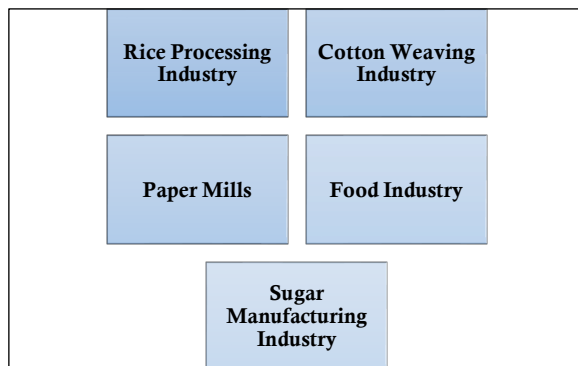 Rice Processing
Industry
Cotton Weaving
Industry
Paper Mills
Food Industry
Sugar
Manufacturing
Industry